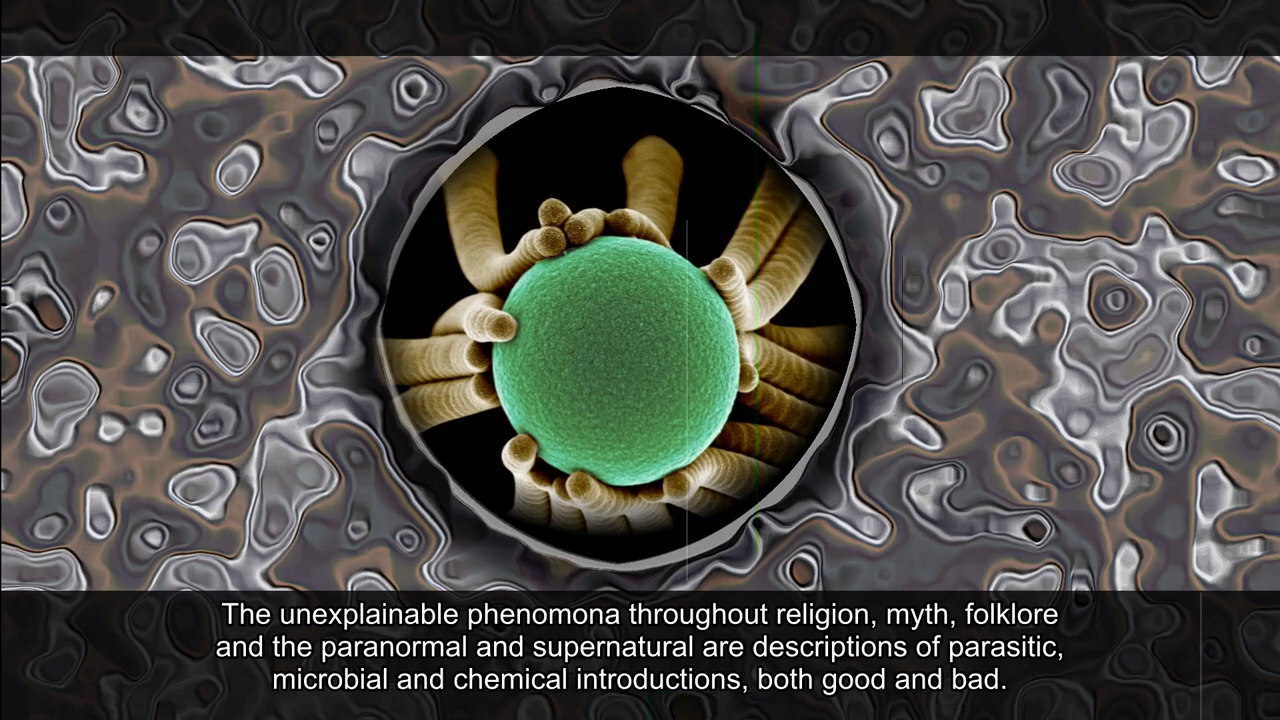 The unexplainable phenomona throughout religion, myth, folklore
and the paranormal and supernatural are descriptions of parasitic,
microbial and chemical introductions, both good and bad.